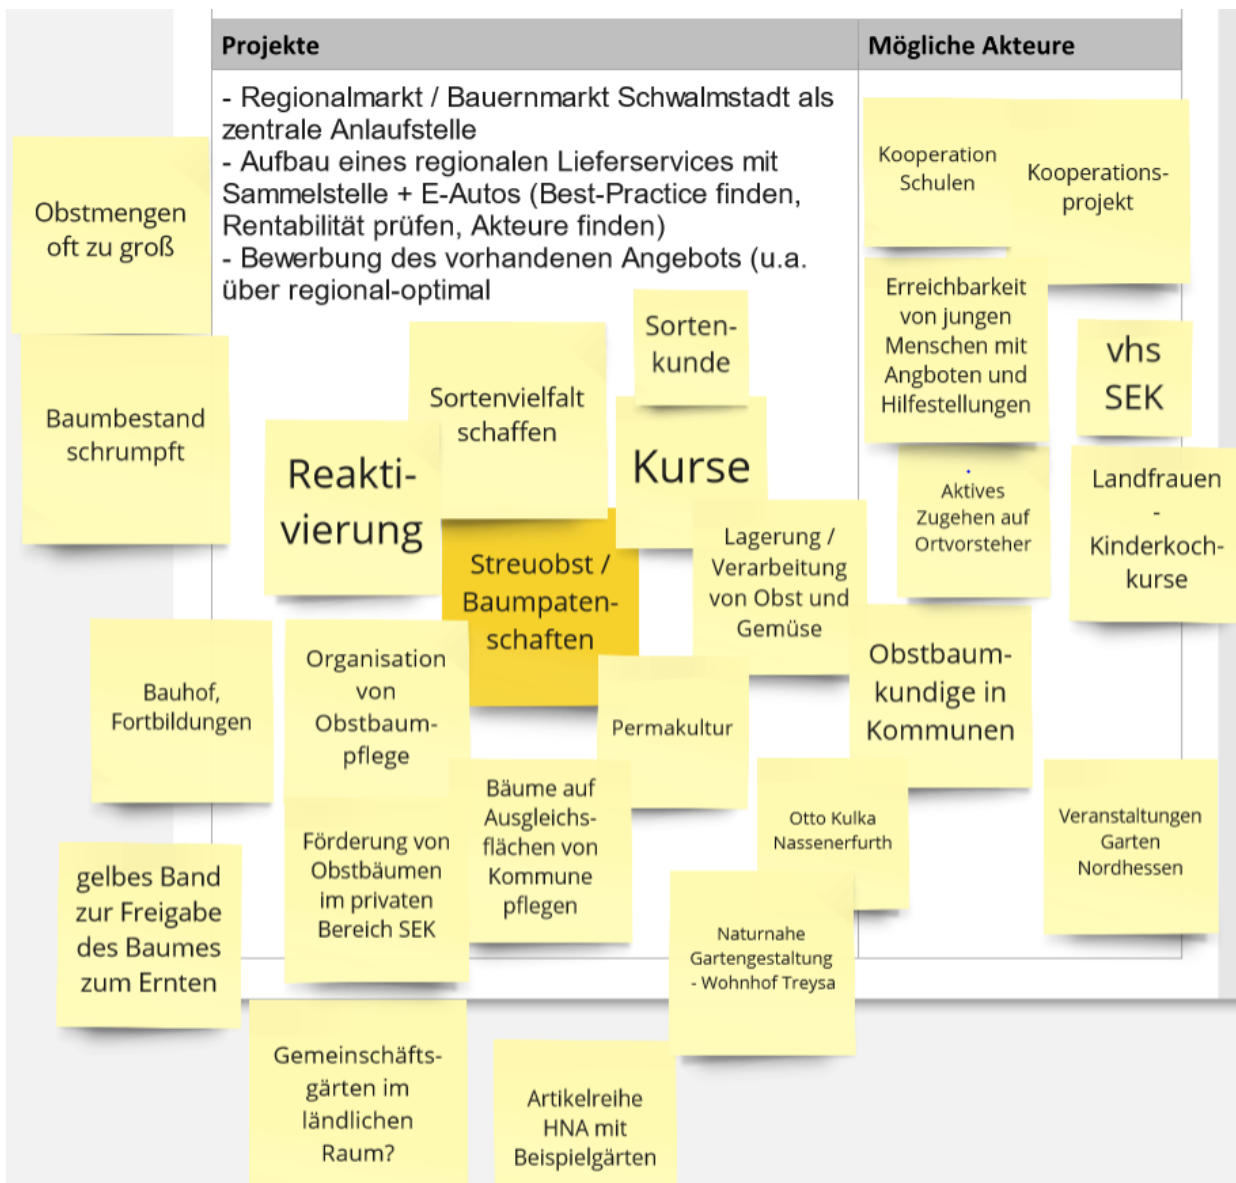 Projekte
Mögliche Akteure
- Regionalmarkt / Bauernmarkt Schwalmstadt als
zentrale Anlaufstelle
- Aufbau eines regionalen Lieferservices mit
Sammelstelle + E-Autos (Best-Practice finden,
Rentabilität prüfen, Akteure finden)
- Bewerbung des vorhandenen Angebots (u.a.
über regional-optimal
Kooperation
Schulen
Kooperations-
projekt
Obstmengen
oft zu groß
Erreichbarkeit
von jungen
Menschen mit
Angboten und
Hilfestellungen
Sorten-
kunde
vhs
SEK
Baumbestand
schrumpft
Sortenvielfalt
schaffen
Reakti-
vierung
Kurse
Aktives
Zugehen auf
Ortvorsteher
Landfrauen
-
Kinderkoch-
kurse
Streuobst /
Baumpaten-
schaften
Lagerung /
Verarbeitung
von Obst und
Gemüse
Bauhof,
Fortbildungen
Organisation
von
Obstbaum-
pflege
Permakultur
Obstbaum-
kundige in
Kommunen
Bäume auf
Ausgleichs-
flächen von
Kommune
pflegen
Otto Kulka
Nassenerfurth
Veranstaltungen
Garten
Nordhessen
gelbes Band
zur Freigabe
des Baumes
zum Ernten
Förderung von
Obstbäumen
im privaten
Bereich SEK
Naturnahe
Gartengestaltung
- Wohnhof Treysa
Gemeinschäfts-
gärten im
ländlichen
Raum?
Artikelreihe
HNA mit
Beispielgärten